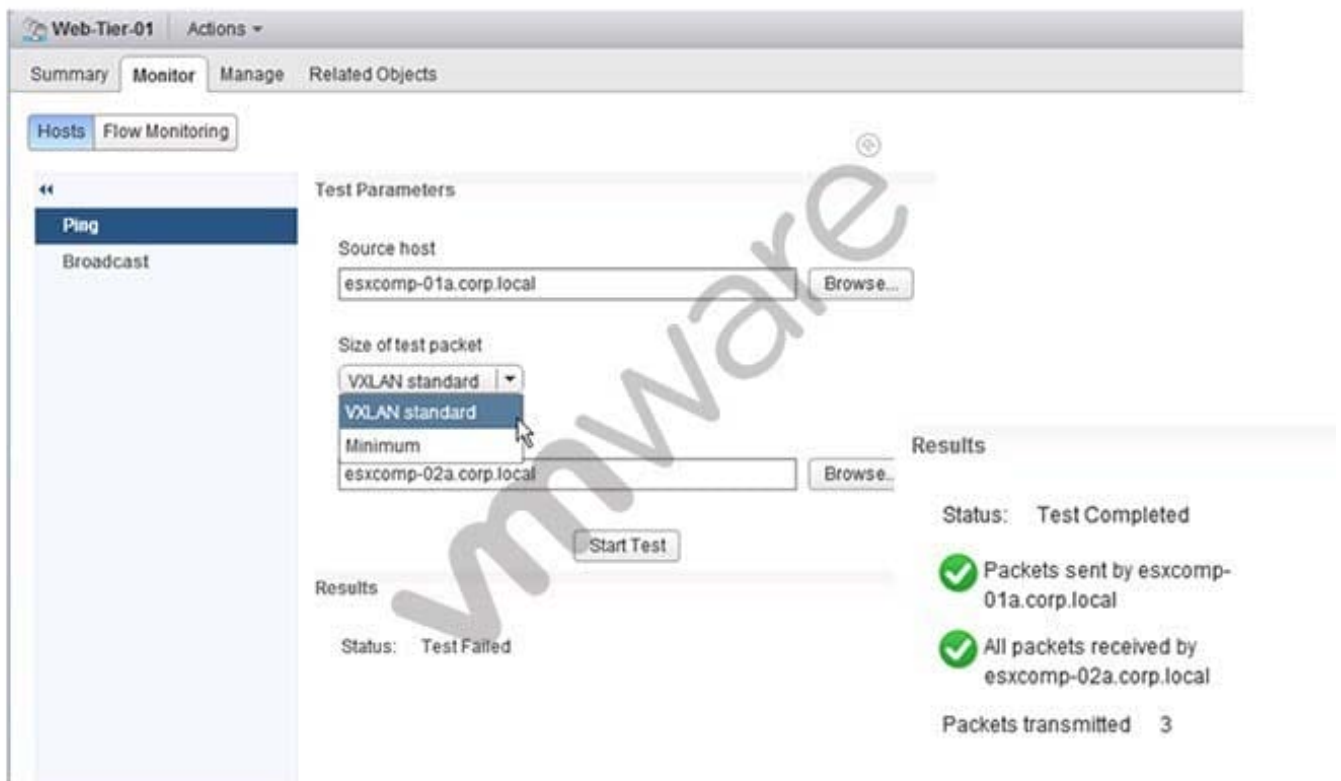 Web-Tier-01 Actions
Summary Monitor Manage Related Objects
Hosts Flow Monitoring
Ping
Broadcast
Test Parameters
Source host
esxcomp-01a.corp.local Browse...
Size of test packet
VXLAN standard
VXLAN standard
Minimum
esxcomp-02a.corp.local Browse..
Start Test
Results
Status: Test Failed
Results
Status: Test Completed
Packets sent by esxcomp-
01a.corp.local
All packets received by
esxcomp-02a.corp.local
Packets transmitted 3
vmware